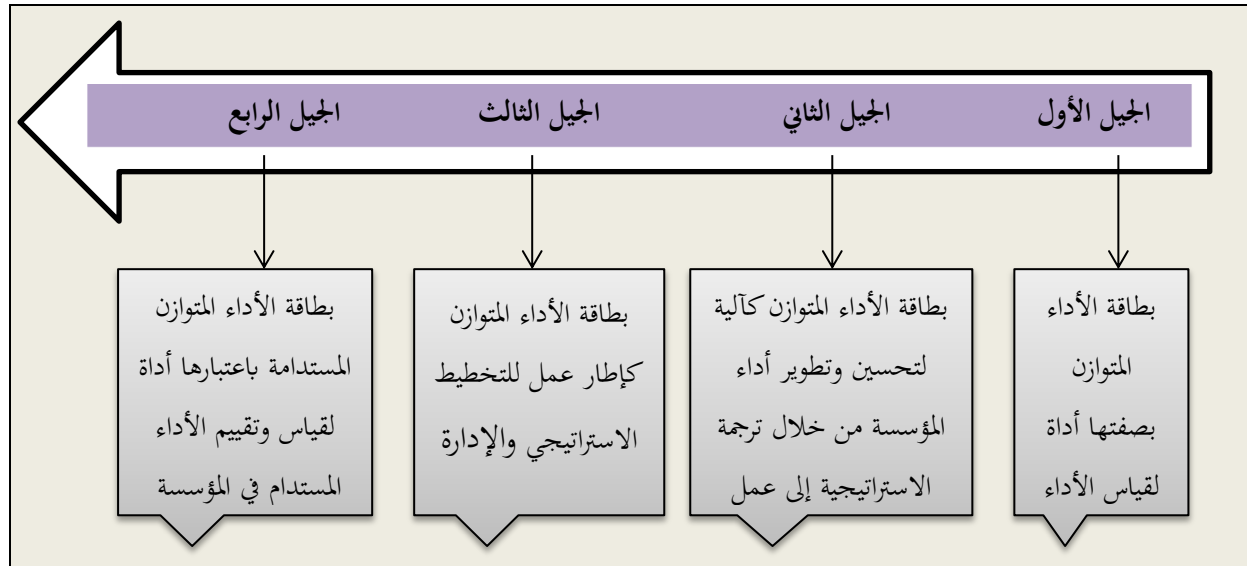 الجيل الأول الجيل الثاني الجيل الثالث الجيل الرابع
بطاقة الأداء
المتوازن
بصفتها أداة
لقياس الأداء
بطاقة الأداء المتوازن كآلية
لتحسين وتطوير أداء
المؤسسة من خلال ترجمة
الاستراتيجية إلى عمل
بطاقة الأداء المتوازن
كإطار عمل للتخطيط
الاستراتيجي والإدارة
بطاقة الأداء المتوازن
المستدامة باعتبارها أداة
لقياس وتقييم الأداء
المستدام في المؤسسة